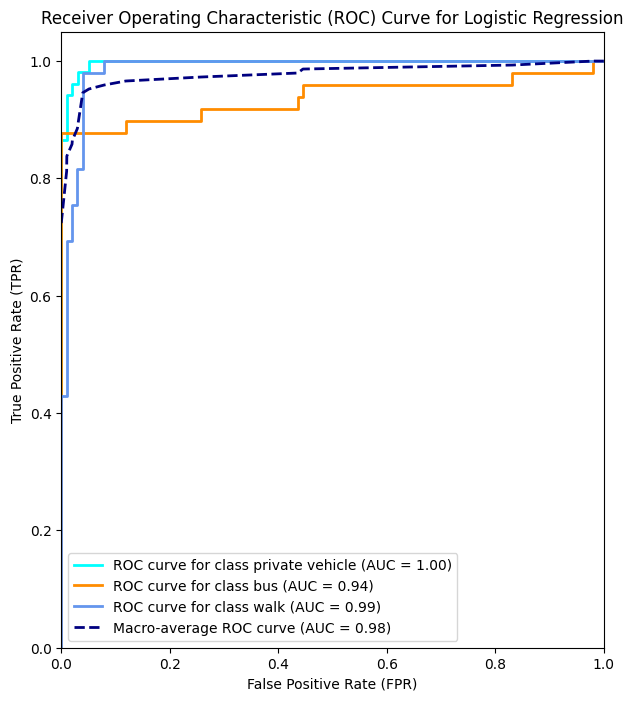 Receiver Operating Characteristic (ROC) Curve for Logistic Regression
1.0
0.8
0.6
0.4
0.2
0.0
True Positive Rate (TPR)
ROC curve for class private vehicle (AUC = 1.00)
ROC curve for class bus (AUC = 0.94)
ROC curve for class walk (AUC = 0.99)
Macro-average ROC curve (AUC = 0.98)
0.0 0.2 0.4 0.6 0.8 1.0
False Positive Rate (FPR)